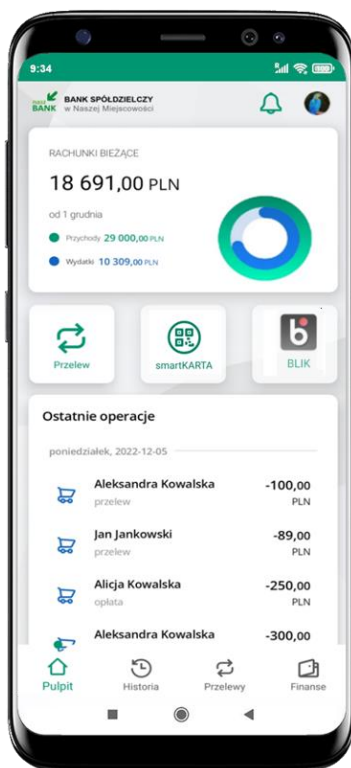 9:34
nasz BANK BANK SPÓŁDZIELCZY
w Naszej Miejscowości
RACHUNKI BIEŻĄCE
18 691,00 PLN
od 1 grudnia
Przychody 29 000,00 PLN
Wydatki 10 309,00 PLN
Przelew
smartKARTA
BLIK
Ostatnie operacje
poniedziałek, 2022-12-05
Aleksandra Kowalska -100,00
przelew PLN
Jan Jankowski -89,00
przelew PLN
Alicja Kowalska -250,00
opłata PLN
Aleksandra Kowalska -300,00
Pulpit Historia Przelewy Finanse